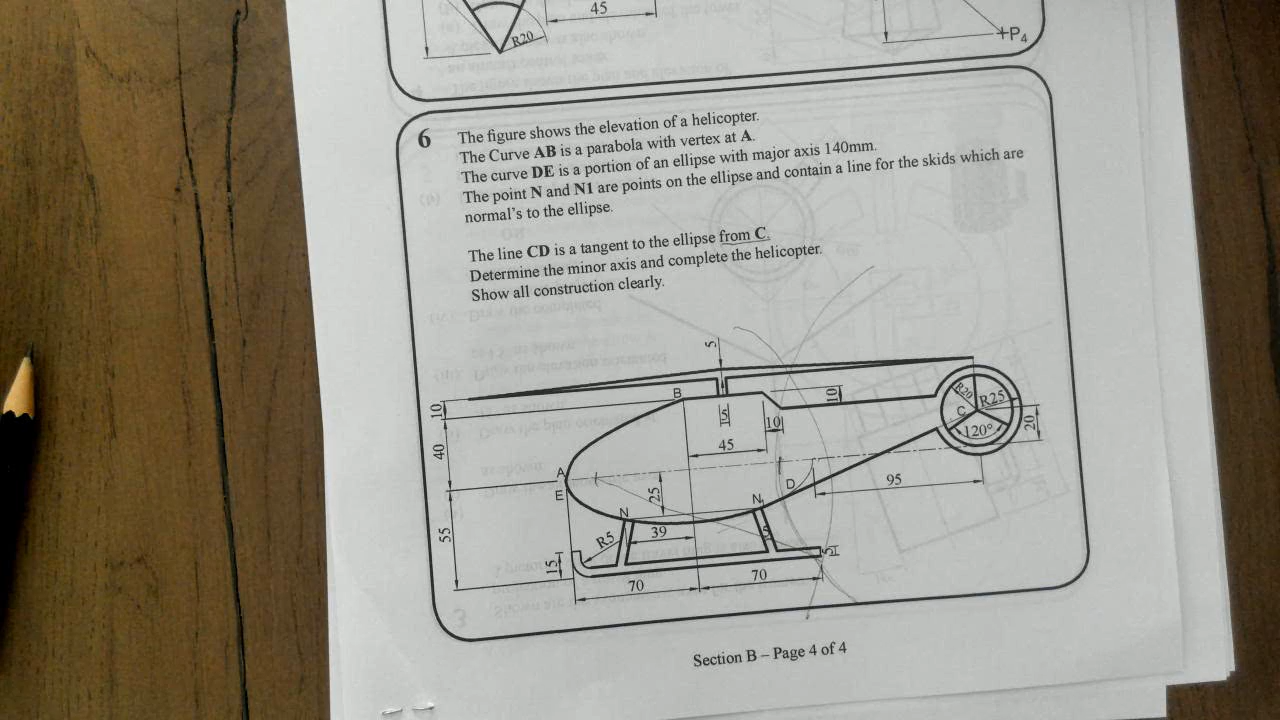 45
R20
+P4
6 The figure shows the elevation of a helicopter.
The Curve AB is a parabola with vertex at A.
The curve DE is a portion of an ellipse with major axis 140mm.
The point N and N1 are points on the ellipse and contain a line for the skids which are
normal's to the ellipse.
The line CD is a tangent to the ellipse from C.
Determine the minor axis and complete the helicopter.
Show all construction clearly.
5
10
B
5
10
10
R20
R25
C
120°
20
45
40
A
E
25
D
95
N
N1
55
R5
39
5
15
5
70
70
Section B – Page 4 of 4